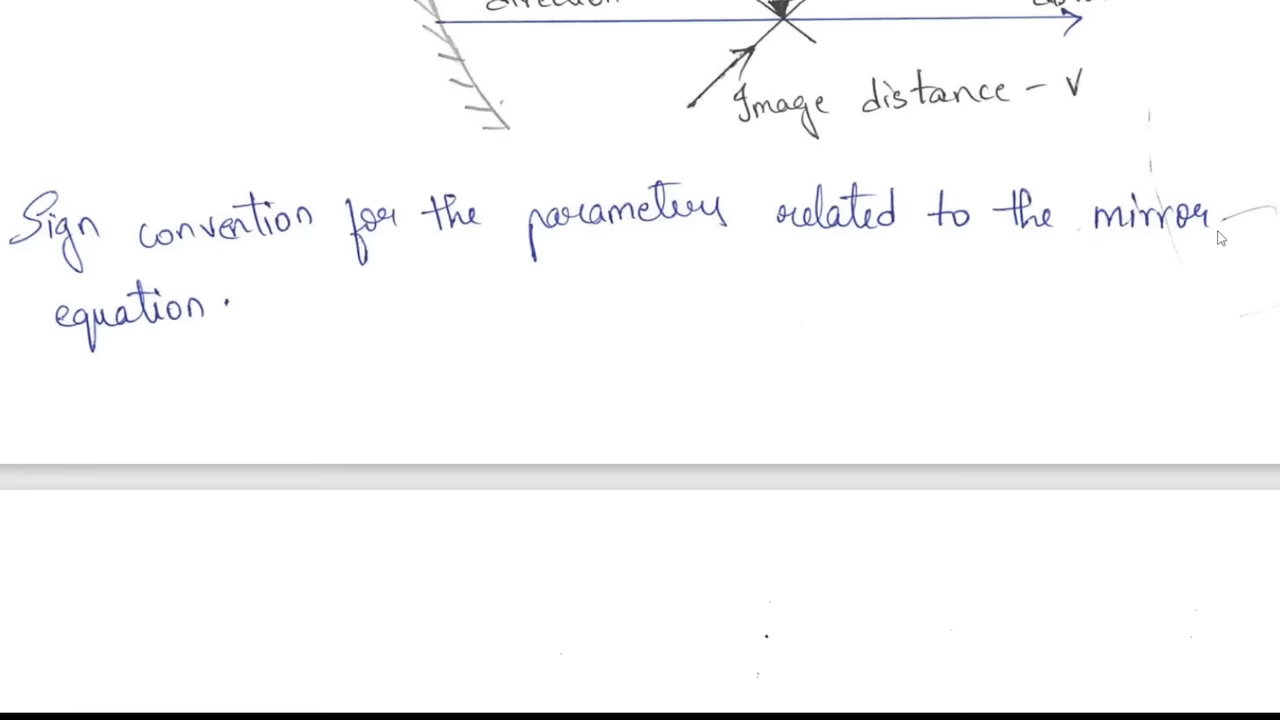 Image distance - v
Sign convention for the parameters related to the mirror
equation.